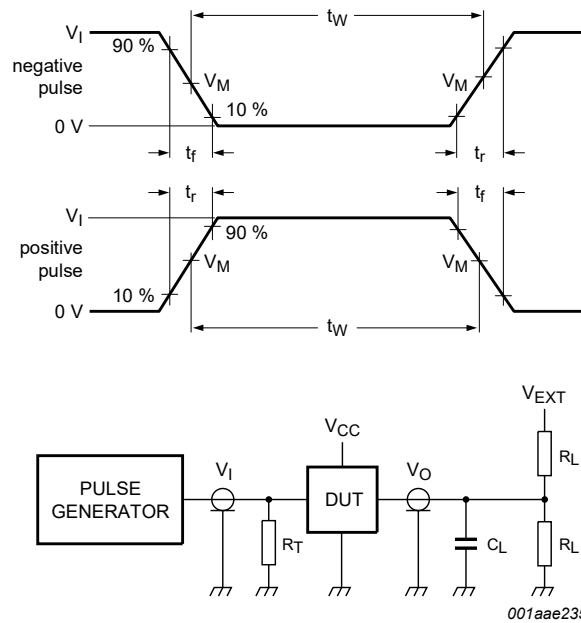 V_I
90 %
t_W
negative
pulse
V_M
V_M
10 %
0 V
t_f
t_r
t_r
t_f
V_I
90 %
positive
pulse
V_M
V_M
10 %
0 V
t_W
V_EXT
V_CC
R_L
V_I
V_O
PULSE
GENERATOR
DUT
R_T
C_L
R_L
001aae235